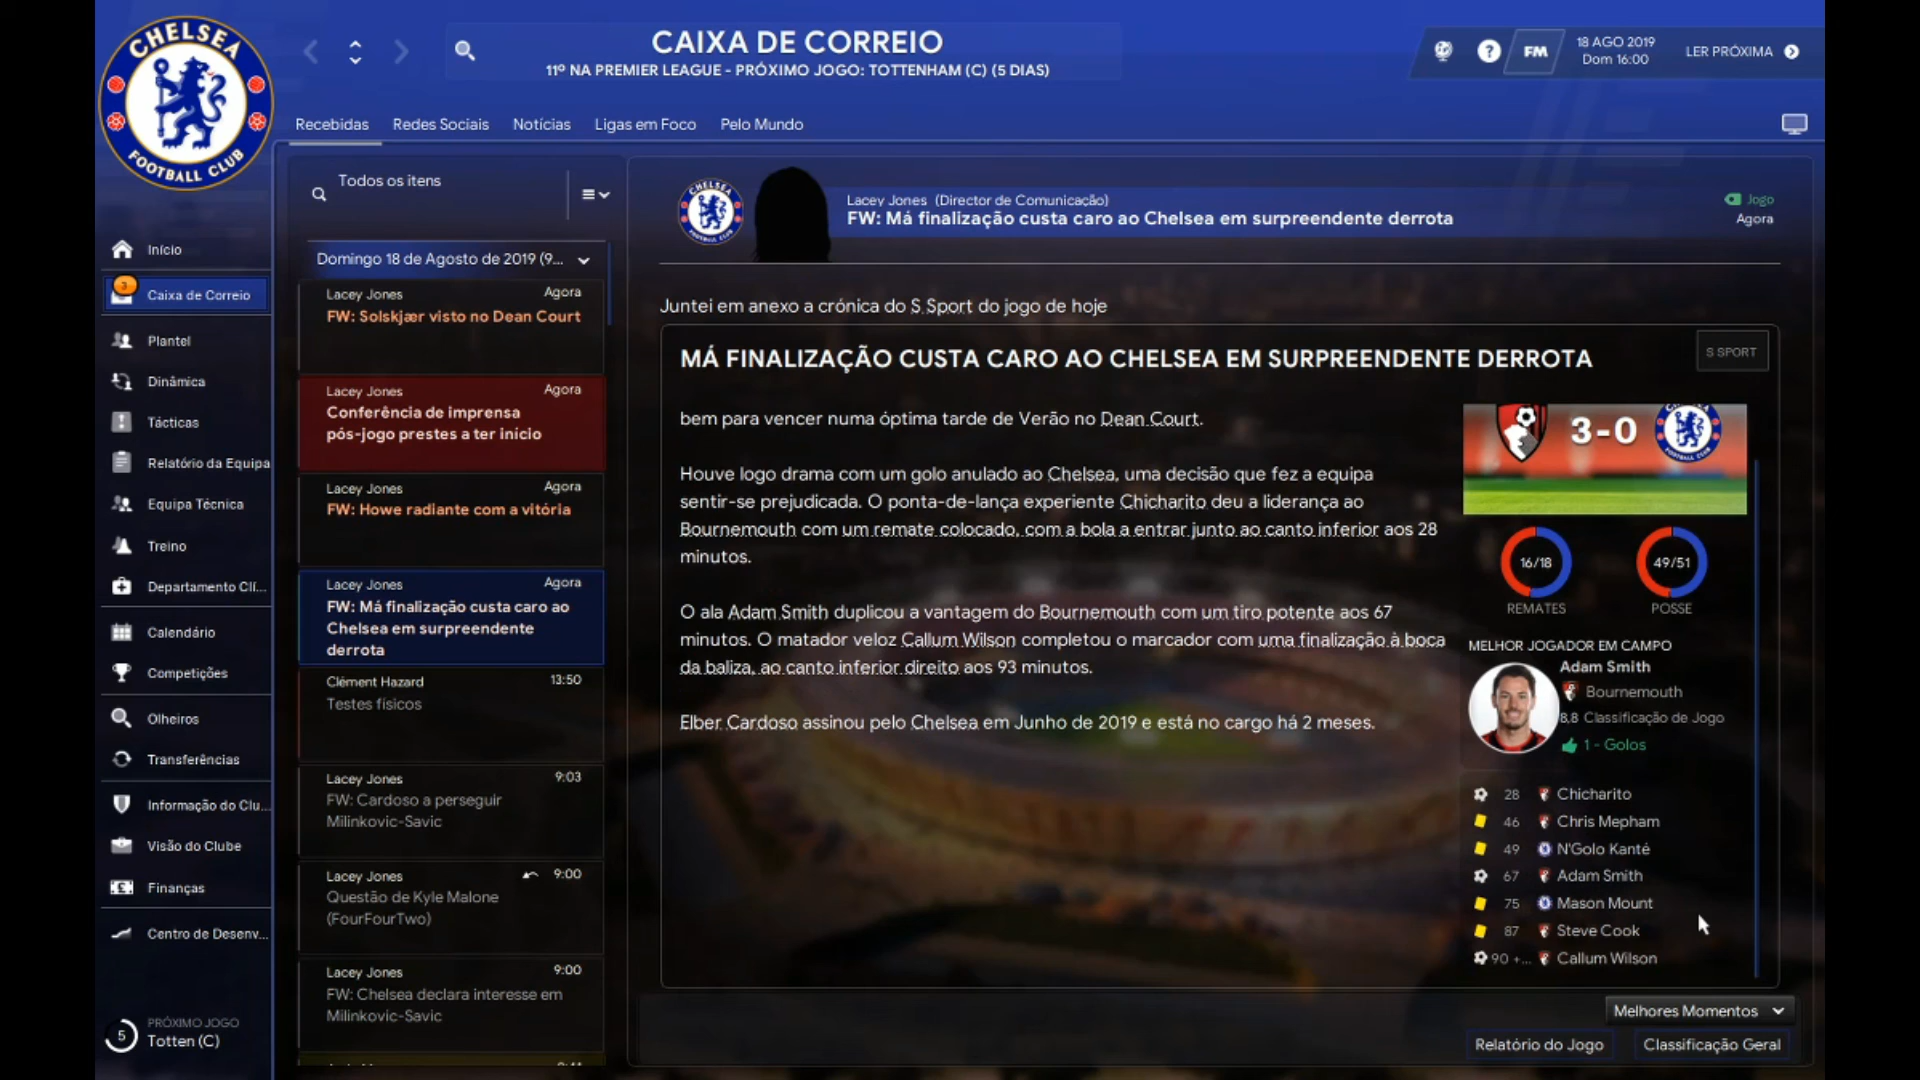 CHELSEA
FOOTBALL CLUB
CAIXA DE CORREIO
11º NA PREMIER LEAGUE - PRÓXIMO JOGO: TOTTENHAM (C) (5 DIAS)
?
FM
18 AGO 2019
Dom 16:00
LER PRÓXIMA
Recebidas
Redes Sociais
Notícias
Ligas em Foco
Pelo Mundo
Início
3
Caixa de Correio
Plantel
Dinâmica
Tácticas
Relatório da Equipa
Equipa Técnica
Treino
Departamento Clí...
Calendário
Competições
Olheiros
Transferências
Informação do Clu...
Visão do Clube
Finanças
Centro de Desenv...
5
PRÓXIMO JOGO
Totten (C)
Todos os itens
Domingo 18 de Agosto de 2019 (9...
Lacey Jones
Agora
FW: Solskjær visto no Dean Court
Lacey Jones
Agora
Conferência de imprensa
pós-jogo prestes a ter início
Lacey Jones
Agora
FW: Howe radiante com a vitória
Lacey Jones
Agora
FW: Má finalização custa caro ao
Chelsea em surpreendente
derrota
Clément Hazard
13:50
Testes físicos
Lacey Jones
9:03
FW: Cardoso a perseguir
Milinkovic-Savic
Lacey Jones
9:00
Questão de Kyle Malone
(FourFourTwo)
Lacey Jones
9:00
FW: Chelsea declara interesse em
Milinkovic-Savic
Lacey Jones (Director de Comunicação)
FW: Má finalização custa caro ao Chelsea em surpreendente derrota
Jogo
Agora
Juntei em anexo a crónica do S Sport do jogo de hoje
MÁ FINALIZAÇÃO CUSTA CARO AO CHELSEA EM SURPREENDENTE DERROTA
S SPORT
bem para vencer numa óptima tarde de Verão no Dean Court.
Houve logo drama com um golo anulado ao Chelsea, uma decisão que fez a equipa
sentir-se prejudicada. O ponta-de-lança experiente Chicharito deu a liderança ao
Bournemouth com um remate colocado, com a bola a entrar junto ao canto inferior aos 28
minutos.
O ala Adam Smith duplicou a vantagem do Bournemouth com um tiro potente aos 67
minutos. O matador veloz Callum Wilson completou o marcador com uma finalização à boca
da baliza, ao canto inferior direito aos 93 minutos.
Elber Cardoso assinou pelo Chelsea em Junho de 2019 e está no cargo há 2 meses.
3-0
16/18
REMATES
49/51
POSSE
MELHOR JOGADOR EM CAMPO
Adam Smith
Bournemouth
8,8 Classificação de Jogo
1 - Golos
28 Chicharito
46 Chris Mepham
49 N'Golo Kanté
67 Adam Smith
75 Mason Mount
87 Steve Cook
90 +... Callum Wilson
Melhores Momentos
Relatório do Jogo
Classificação Geral